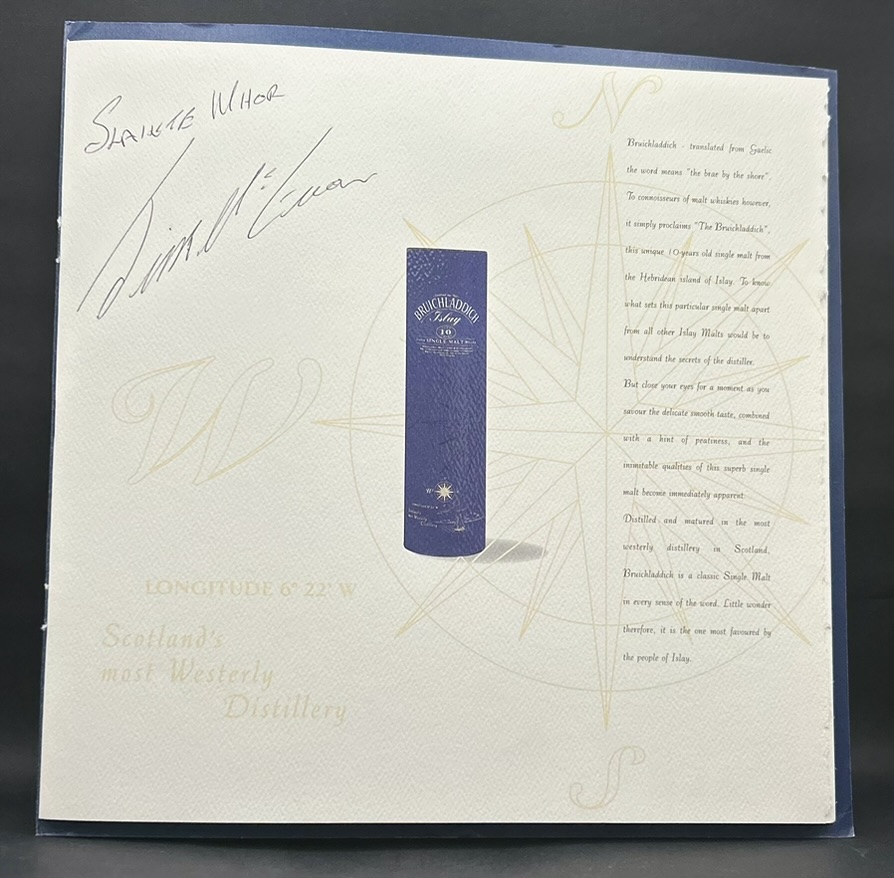 SLAINTE MHOR
Jim McEwan
N
W
S
BRUICHLADDICH
Islay
10
SINGLE MALT
W
LONGITUDE 6° 22' W
Scotland's
most Westerly
Distillery
Bruichladdich - translated from Gaelic
the word means "the brae by the shore".
To connoisseurs of malt whiskies however,
it simply proclaims "The Bruichladdich",
this unique 10 years old single malt from
the Hebridean island of Islay. To know
what sets this particular single malt apart
from all other Islay Malts would be to
understand the secrets of the distiller.
But close your eyes for a moment as you
savour the delicate smooth taste, combined
with a hint of peatiness, and the
inimitable qualities of this superb single
malt become immediately apparent.
Distilled and matured in the most
westerly distillery in Scotland,
Bruichladdich is a classic Single Malt
in every sense of the word. Little wonder
therefore, it is the one most favoured by
the people of Islay.